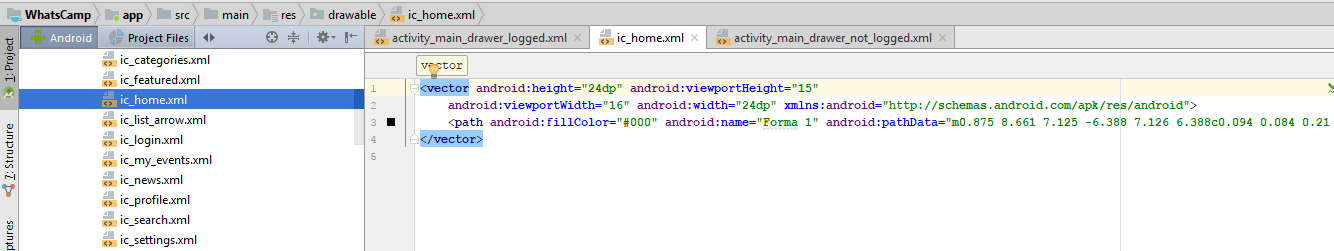 WhatsCamp app src main res drawable ic_home.xml
Android Project Files
activity_main_drawer_logged.xml ic_home.xml activity_main_drawer_not_logged.xml
1: Project
7: Structure
ptures
ic_categories.xml
ic_featured.xml
ic_home.xml
ic_list_arrow.xml
ic_login.xml
ic_my_events.xml
ic_news.xml
ic_profile.xml
ic_search.xml
ic_settings.xml
vector
1 <vector android:height="24dp" android:viewportHeight="15"
2 android:viewportWidth="16" android:width="24dp" xmlns:android="http://schemas.android.com/apk/res/android">
3 <path android:fillColor="#000" android:name="Forma 1" android:pathData="m0.875 8.661 7.125 -6.388 7.126 6.388c0.094 0.084 0.21
4 </vector>
5